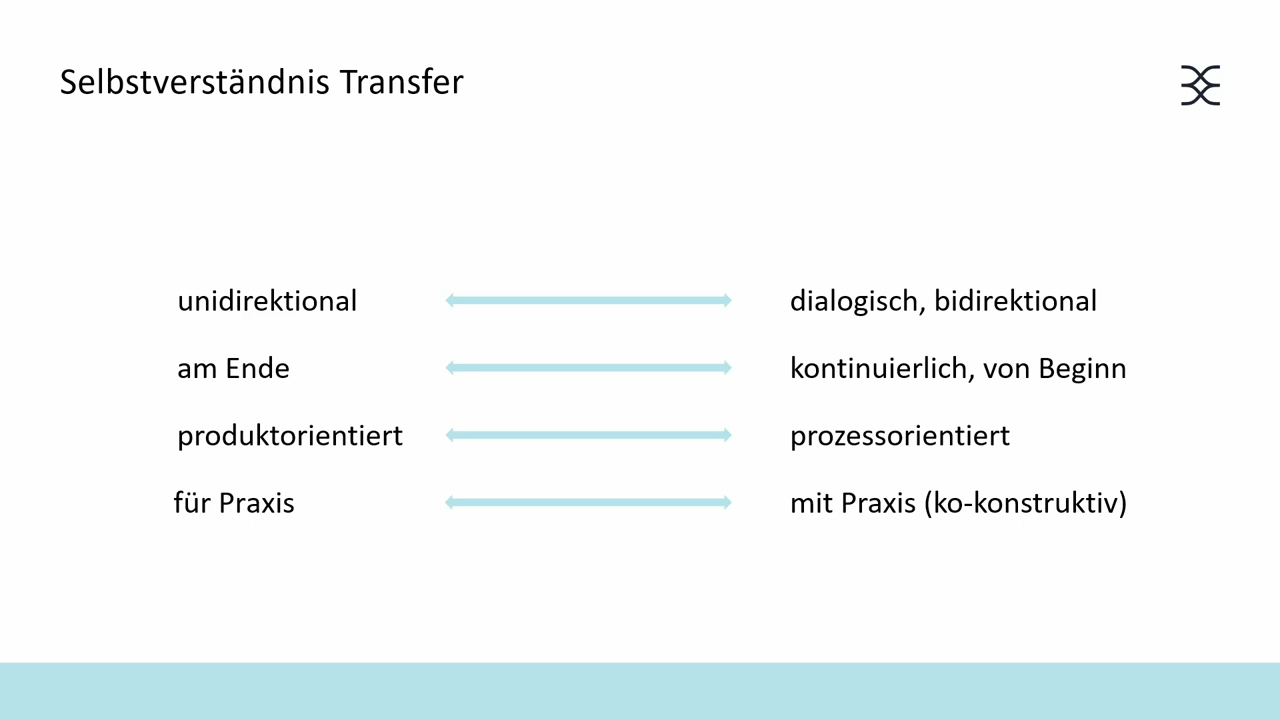 Selbstverständnis Transfer
unidirektional dialogisch, bidirektional
am Ende kontinuierlich, von Beginn
produktorientiert prozessorientiert
für Praxis mit Praxis (ko-konstruktiv)